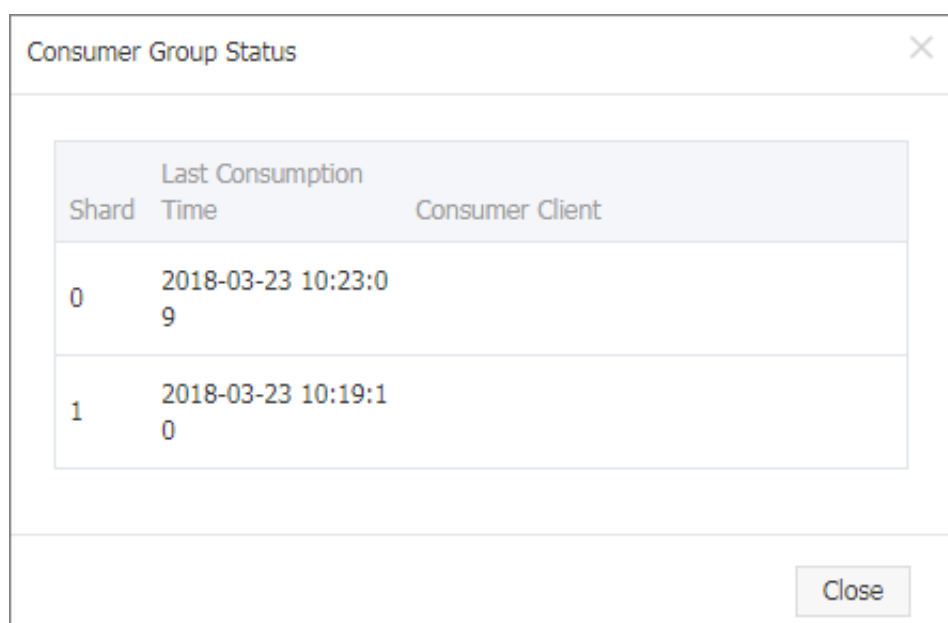 Consumer Group Status
Last Consumption
Shard Time Consumer Client
2018-03-23 10:23:0
0
9
2018-03-23 10:19:1
1
0
Close